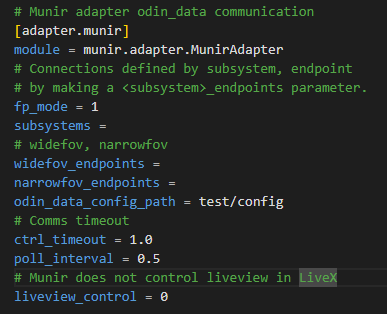 # Munir adapter odin_data communication
[adapter.munir]
module = munir.adapter.MunirAdapter
# Connections defined by subsystem, endpoint
# by making a <subsystem>_endpoints parameter.
fp_mode = 1
subsystems =
# widefov, narrowfov
widefov_endpoints =
narrowfov_endpoints =
odin_data_config_path = test/config
# Comms timeout
ctrl_timeout = 1.0
poll_interval = 0.5
# Munir does not control liveview in LiveX
liveview_control = 0